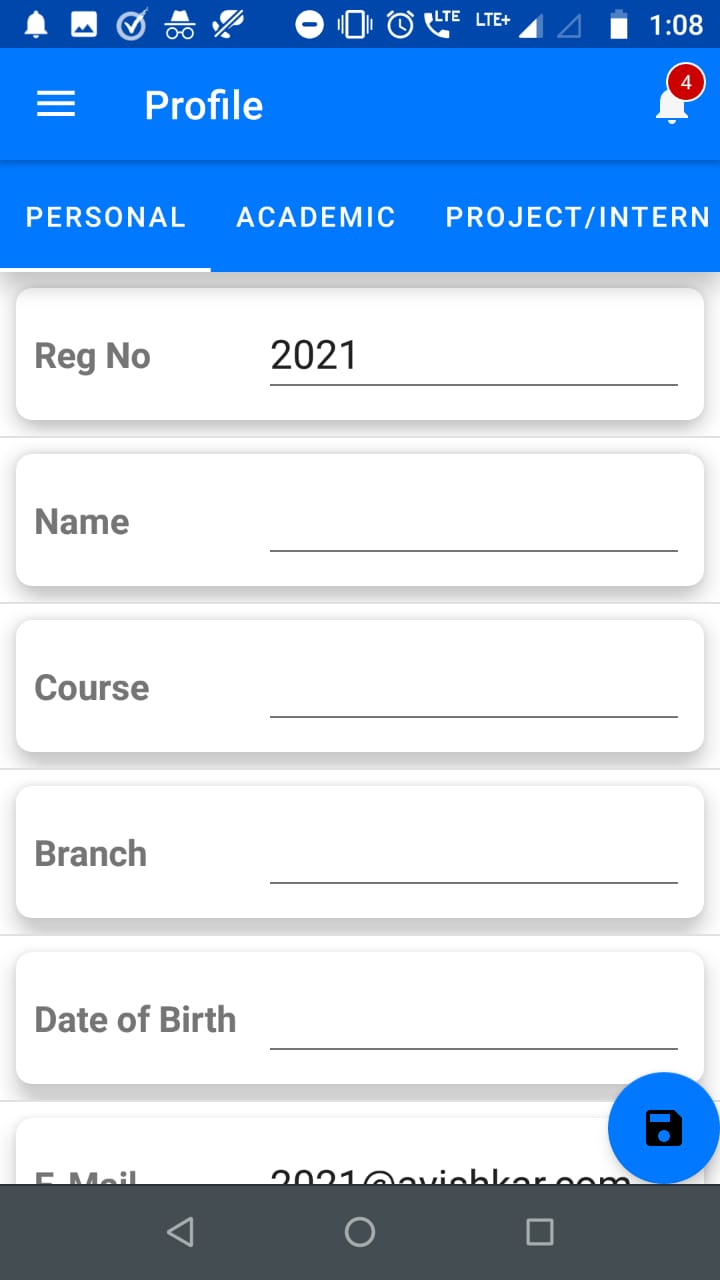 LTE LTE+ 1:08
Profile 4
PERSONAL ACADEMIC PROJECT/INTERN
Reg No 2021
Name
Course
Branch
Date of Birth
E-Mail 2021@avishkar.com